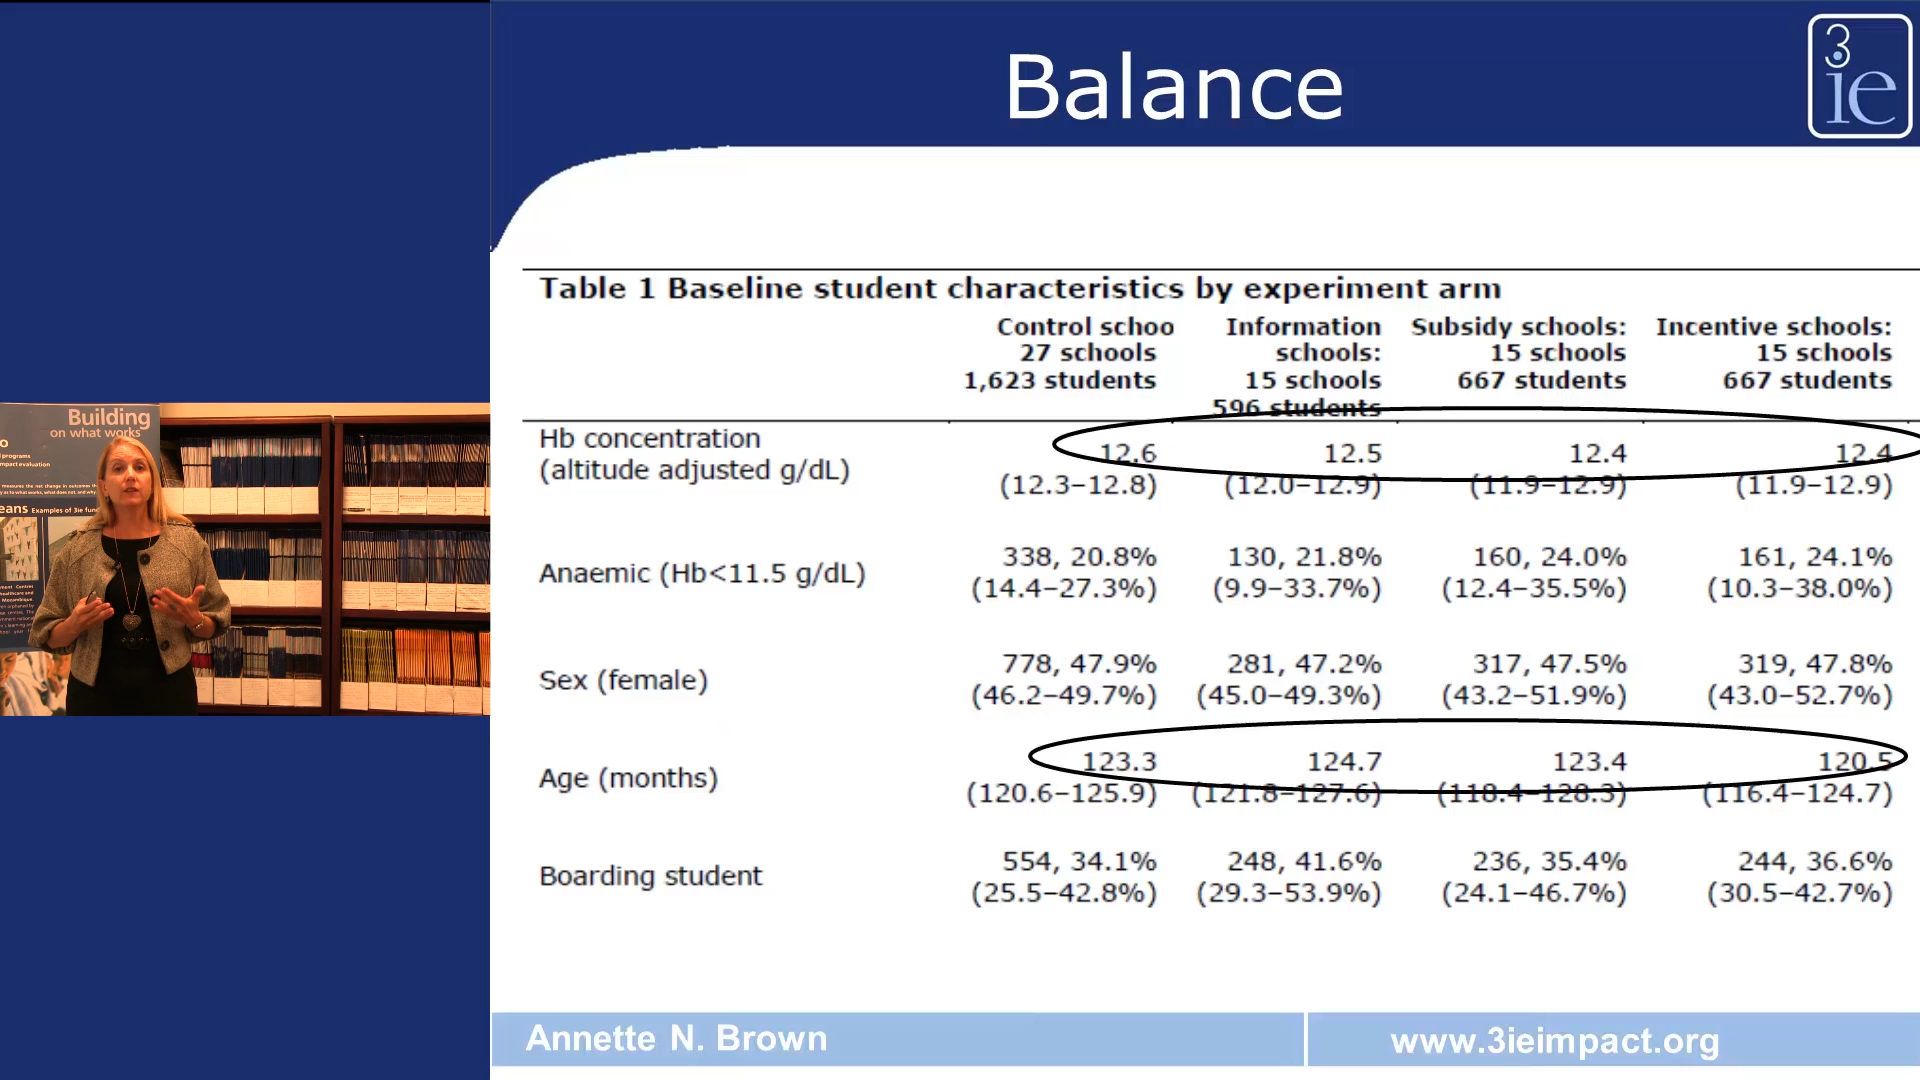 Balance
3
ie
Table 1 Baseline student characteristics by experiment arm
Control schoo
27 schools
1,623 students
Information
schools:
15 schools
596 students
Subsidy schools:
15 schools
667 students
Incentive schools:
15 schools
667 students
Hb concentration
(altitude adjusted g/dL)
12.6 12.5 12.4 12.4
(12.3–12.8) (12.0–12.9) (11.9–12.9) (11.9–12.9)
Anaemic (Hb<11.5 g/dL)
338, 20.8% 130, 21.8% 160, 24.0% 161, 24.1%
(14.4–27.3%) (9.9–33.7%) (12.4–35.5%) (10.3–38.0%)
Sex (female)
778, 47.9% 281, 47.2% 317, 47.5% 319, 47.8%
(46.2–49.7%) (45.0–49.3%) (43.2–51.9%) (43.0–52.7%)
Age (months)
123.3 124.7 123.4 120.5
(120.6–125.9) (121.8–127.6) (118.4–128.3) (116.4–124.7)
Boarding student
554, 34.1% 248, 41.6% 236, 35.4% 244, 36.6%
(25.5–42.8%) (29.3–53.9%) (24.1–46.7%) (30.5–42.7%)
Annette N. Brown
www.3ieimpact.org
Building
on what works
programs
impact evaluation
eans Examples of 3ie fun